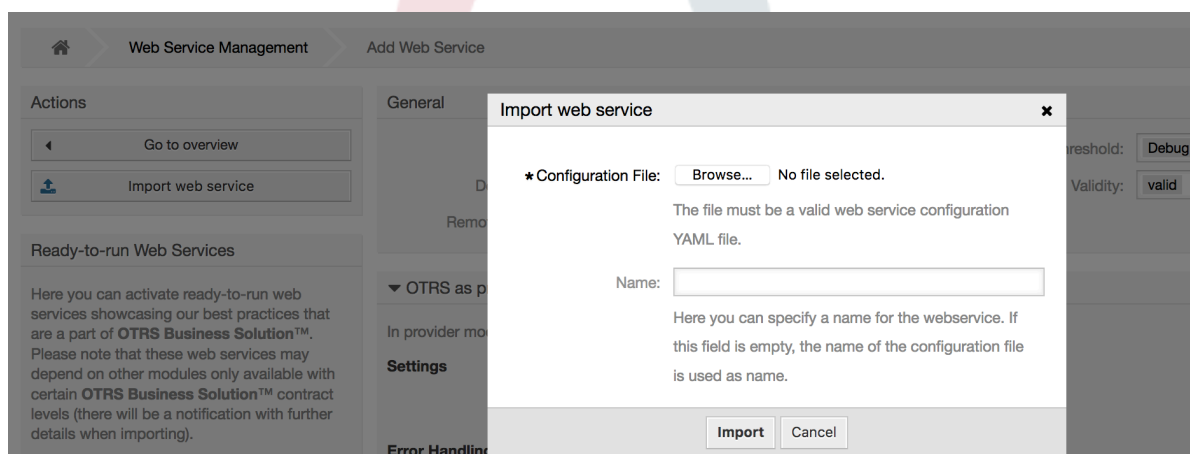 Web Service Management
Add Web Service
Actions
Go to overview
Import web service
Ready-to-run Web Services
Here you can activate ready-to-run web
services showcasing our best practices that
are a part of OTRS Business Solution™.
Please note that these web services may
depend on other modules only available with
certain OTRS Business Solution™ contract
levels (there will be a notification with further
details when importing).
General
Validity:
Debug
valid
OTRS as
In provider
Settings
Error
Import web service
✖
* Configuration File:
Browse... No file selected.
The file must be a valid web service configuration
YAML file.
Name:
Here you can specify a name for the webservice. If
this field is empty, the name of the configuration file
is used as name.
Import
Cancel